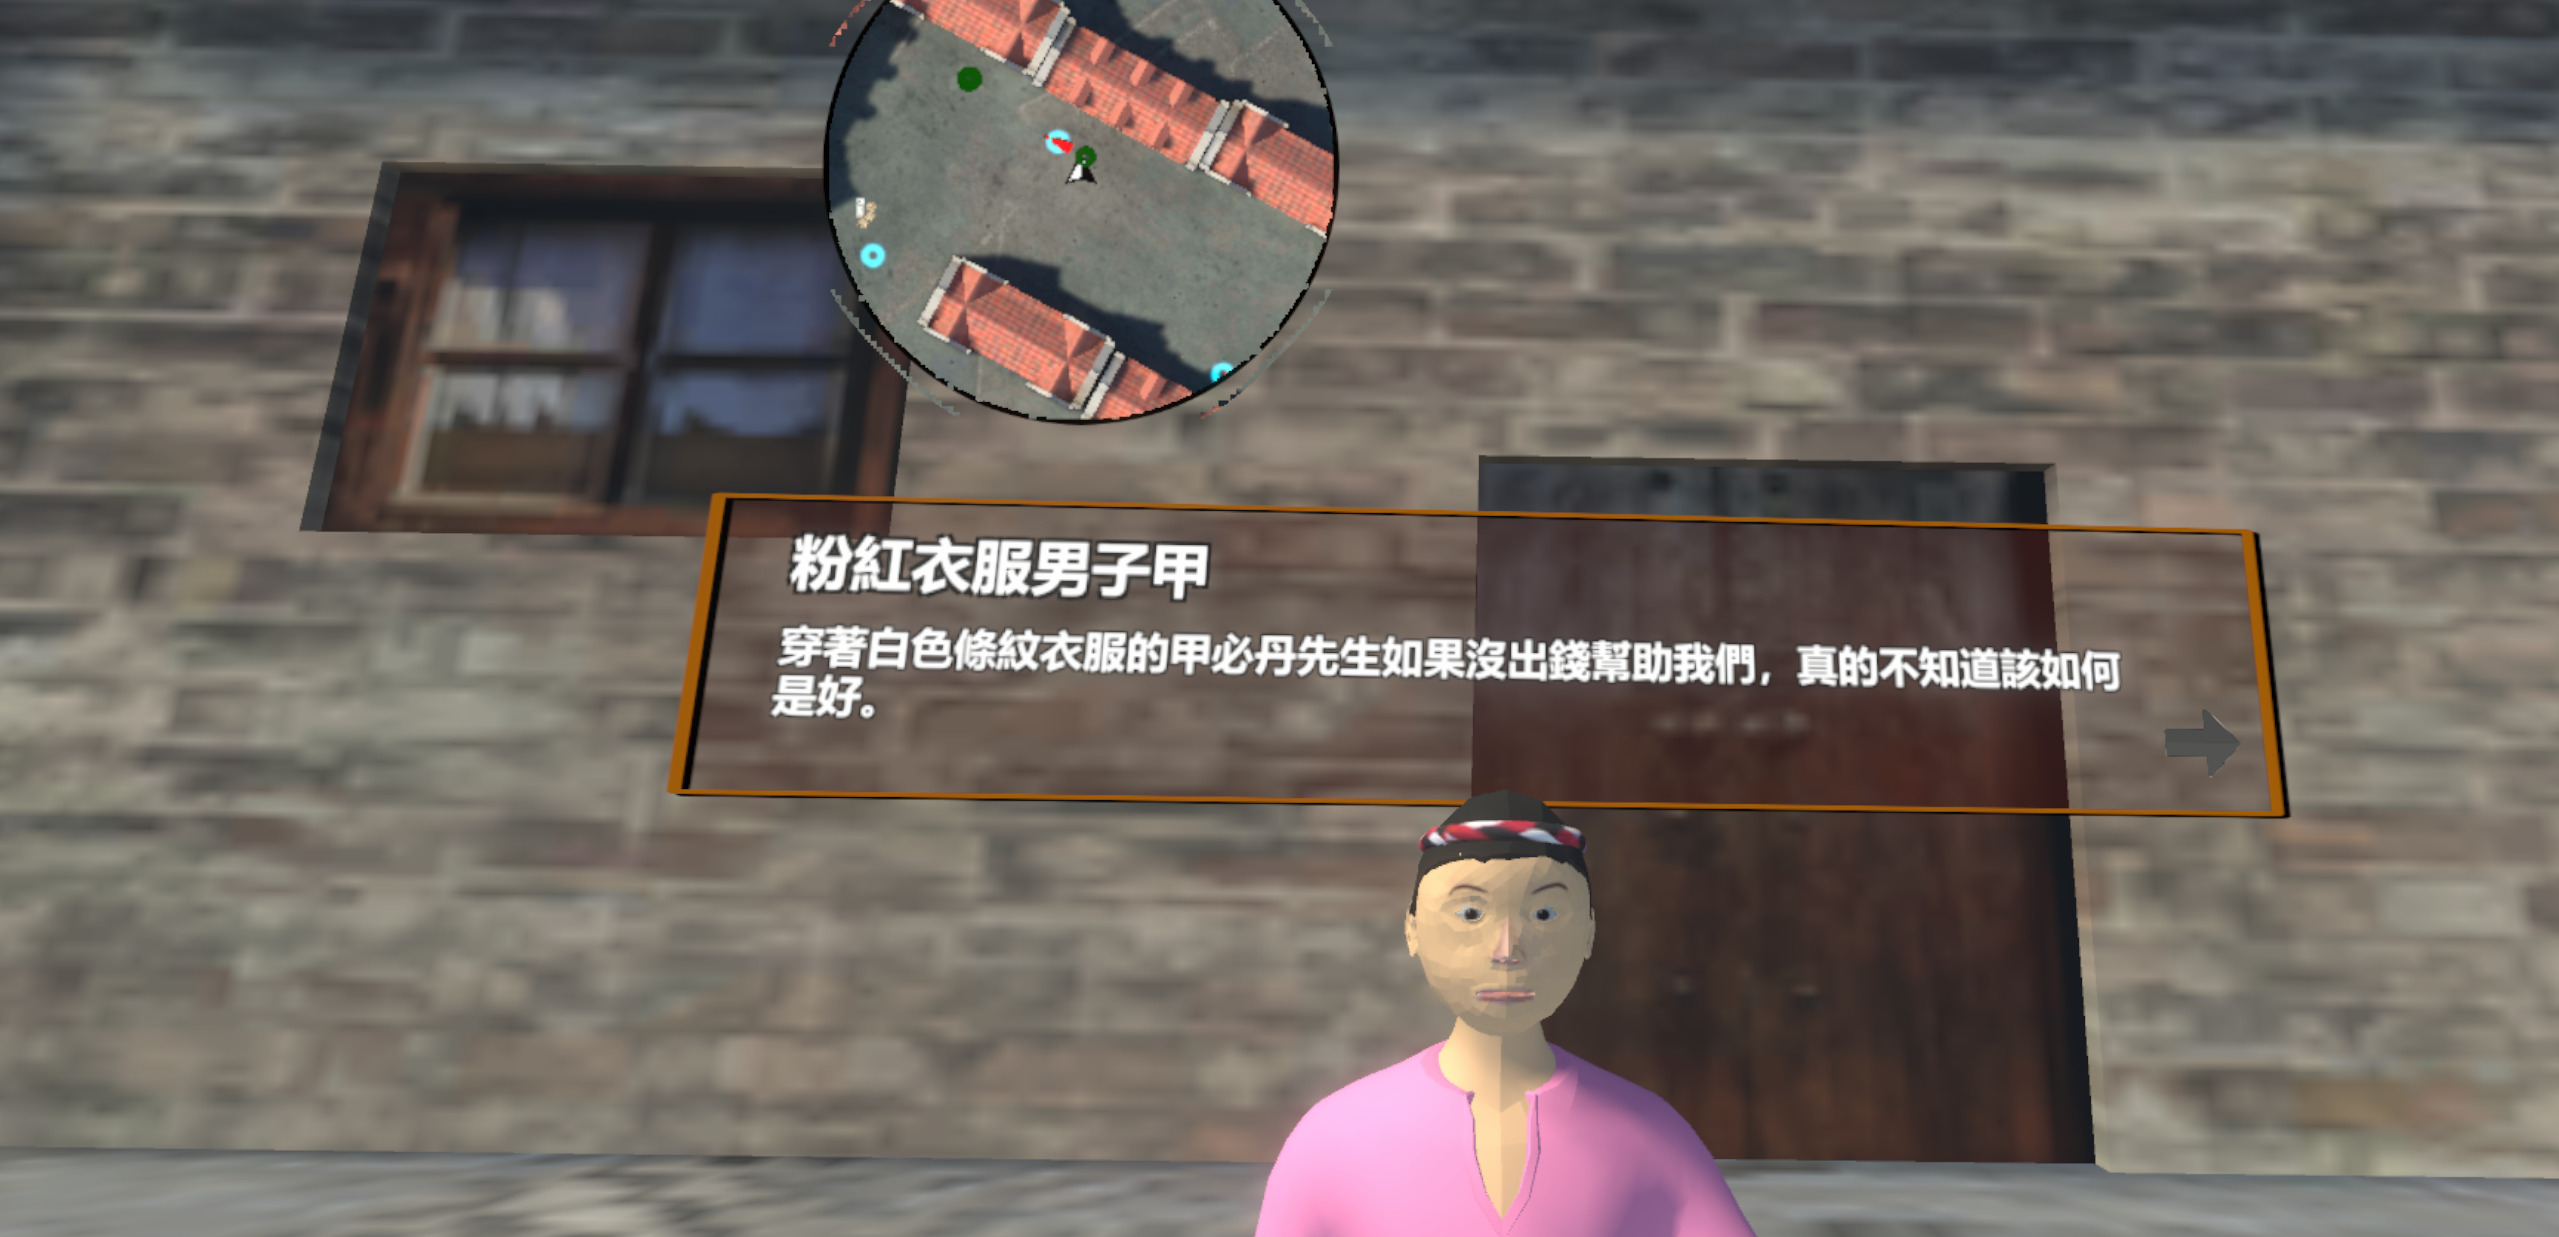 粉紅衣服男子甲
穿著白色條紋衣服的甲必丹先生如果沒出錢幫助我們，真的不知道該如何
是好。